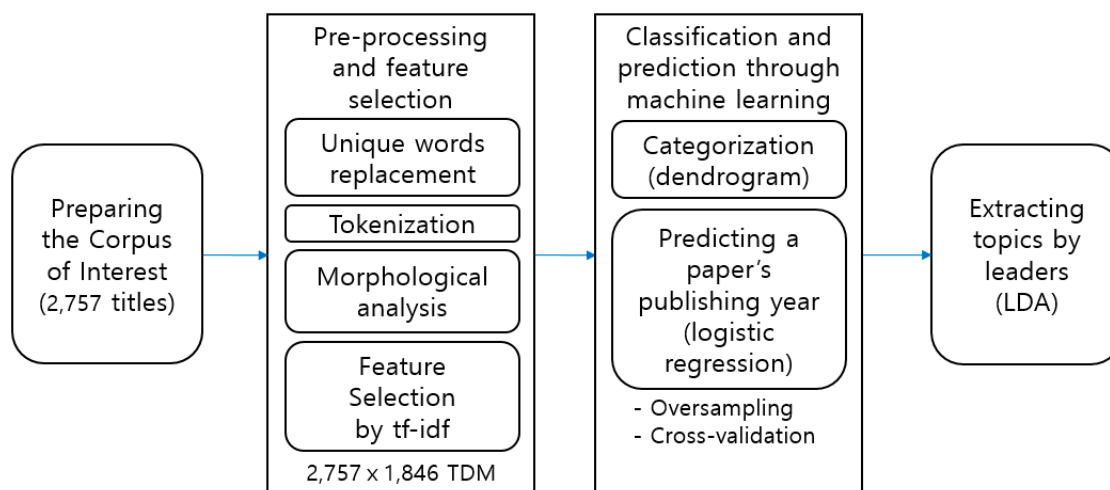 Preparing
the Corpus
of Interest
(2,757 titles)
Pre-processing
and feature
selection
Unique words
replacement
Tokenization
Morphological
analysis
Feature
Selection
by tf-idf
2,757 x 1,846 TDM
Classification and
prediction through
machine learning
Categorization
(dendrogram)
Predicting a
paper’s
publishing year
(logistic
regression)
- Oversampling
- Cross-validation
Extracting
topics by
leaders
(LDA)